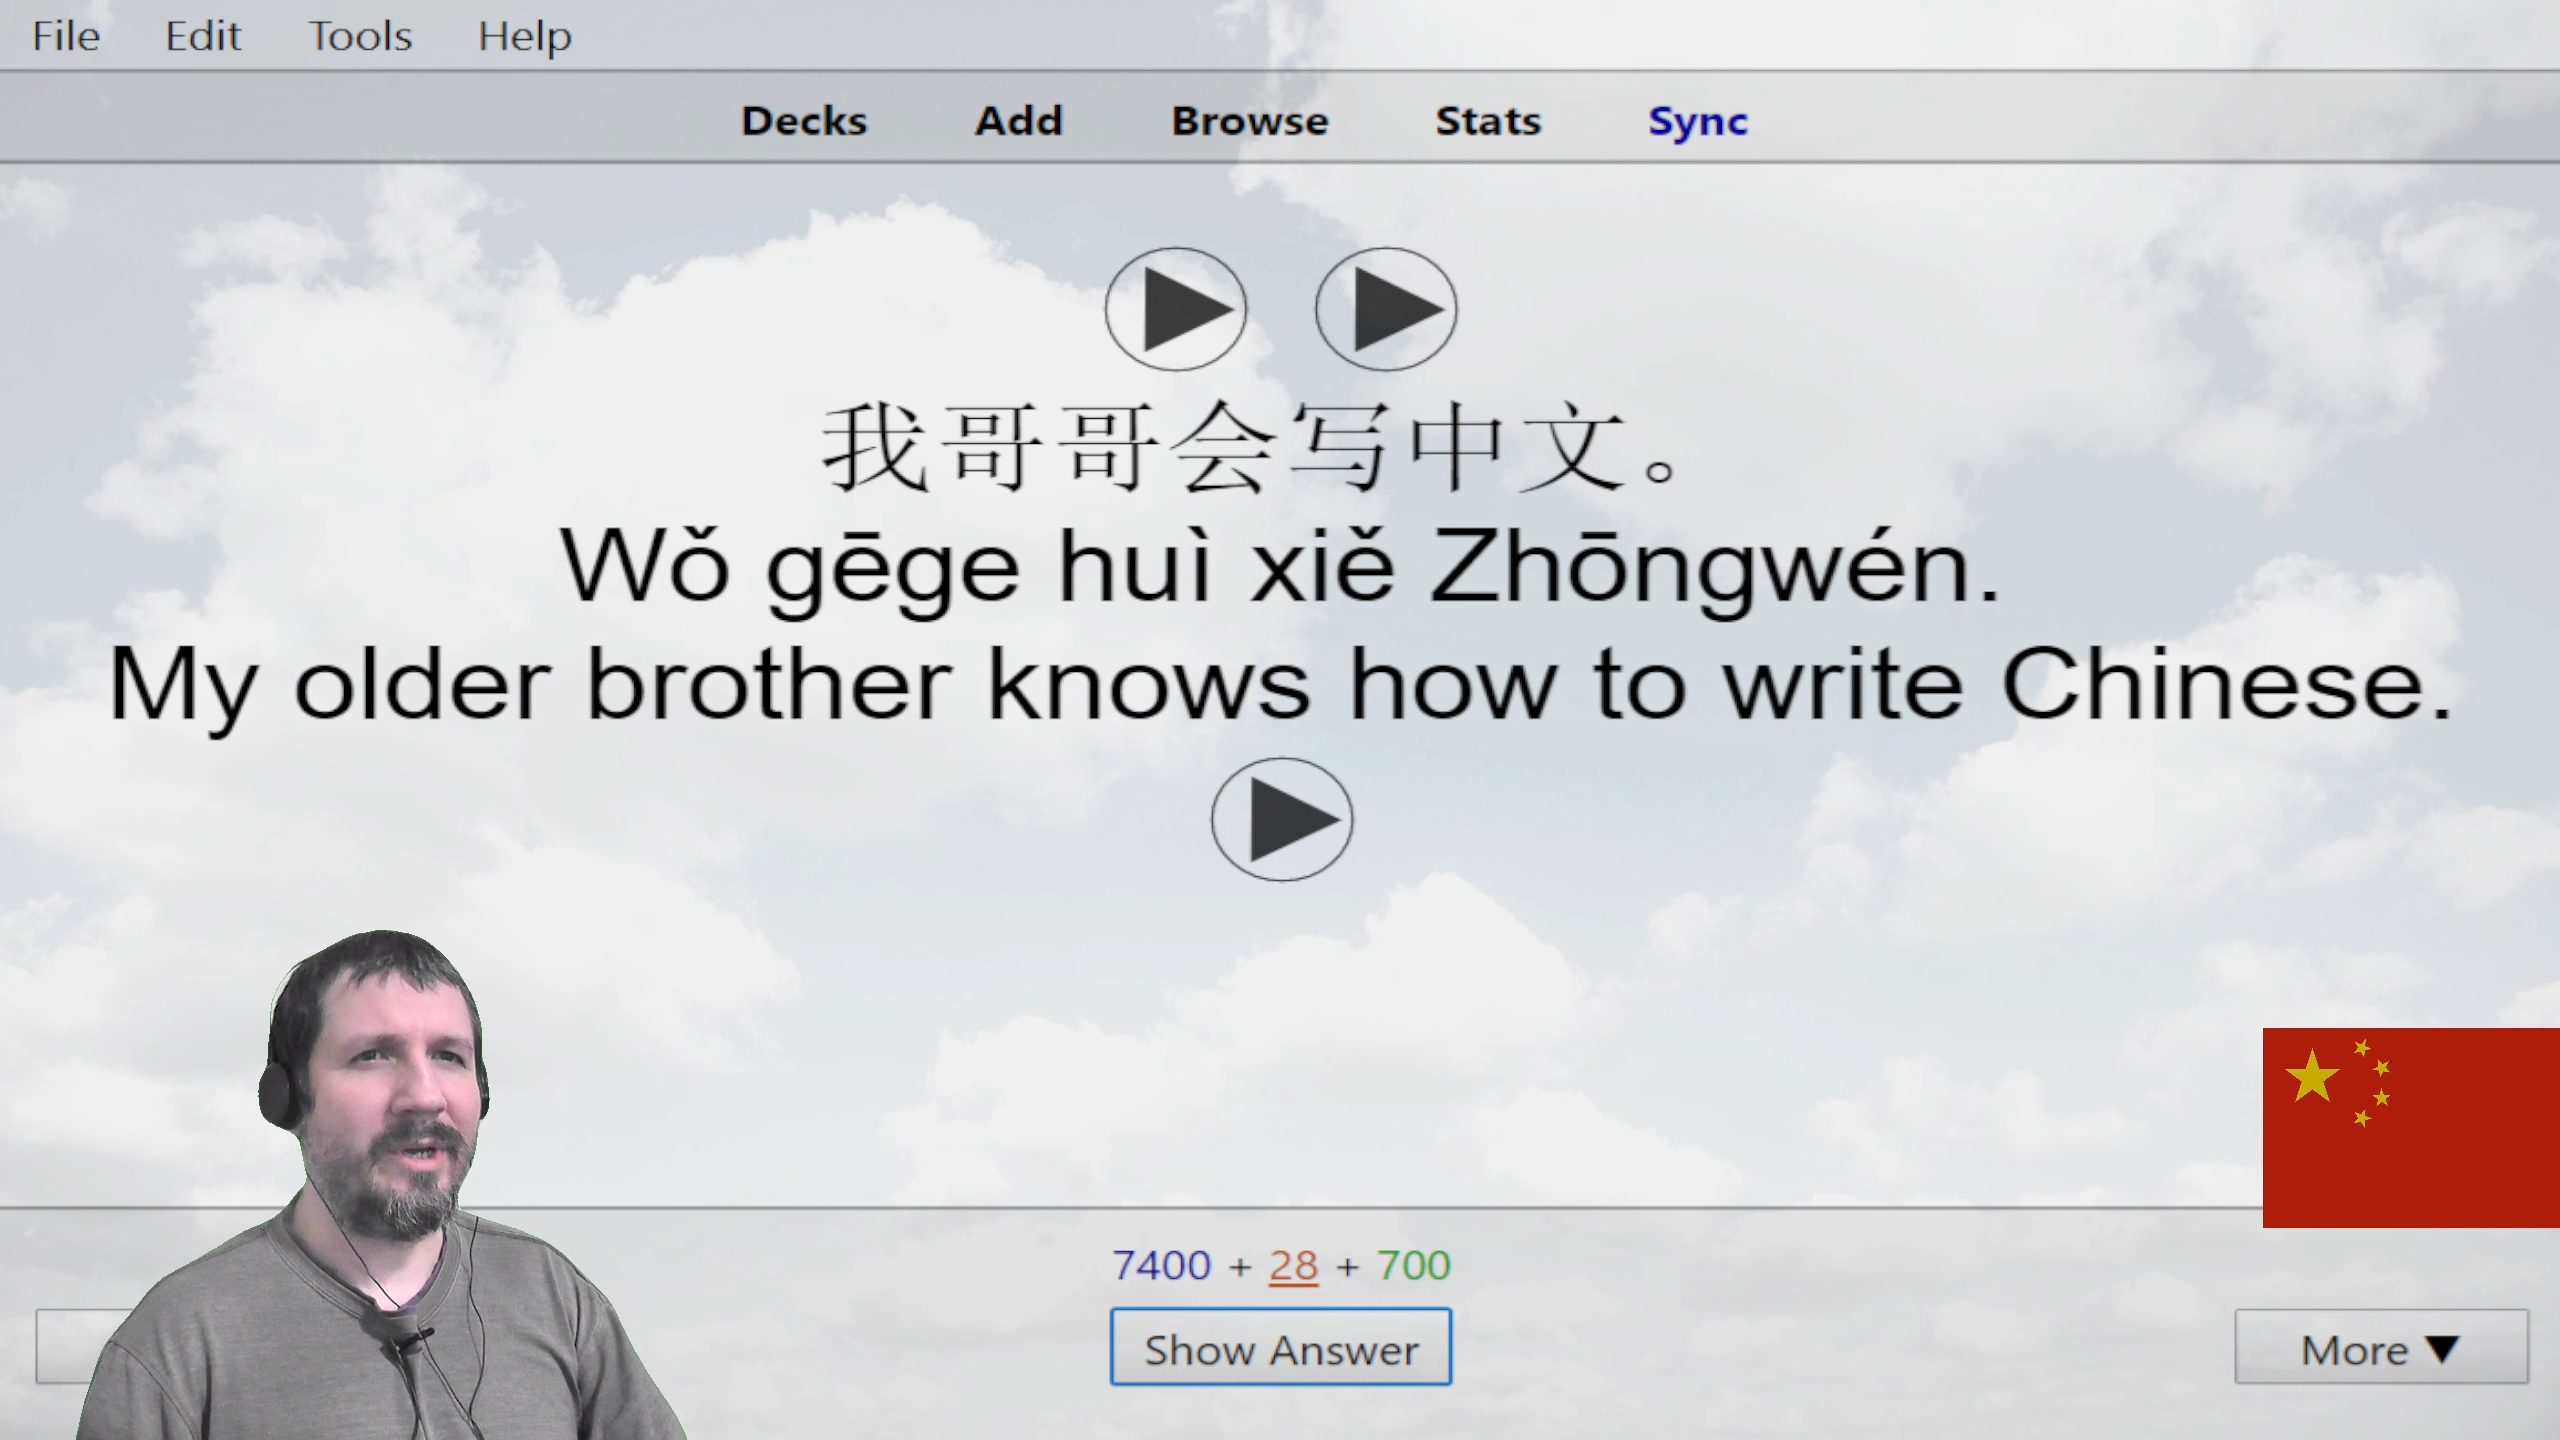 File Edit Tools Help
Decks Add Browse Stats Sync
我哥哥会写中文。
Wǒ gēge huì xiě Zhōngwén.
My older brother knows how to write Chinese.
7400 + 28 + 700
Show Answer
More ▼